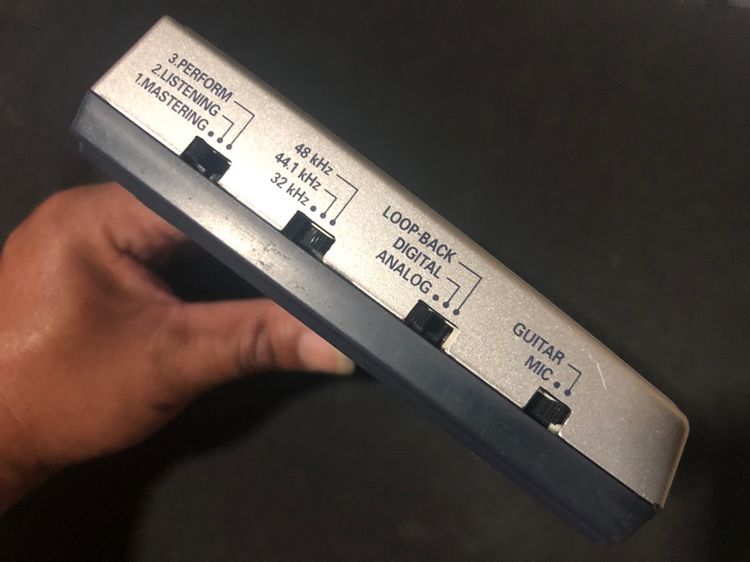 3.PERFORM
2.LISTENING
1.MASTERING
48 kHz
44.1 kHz
32 kHz
LOOP-BACK
DIGITAL
ANALOG
GUITAR
MIC